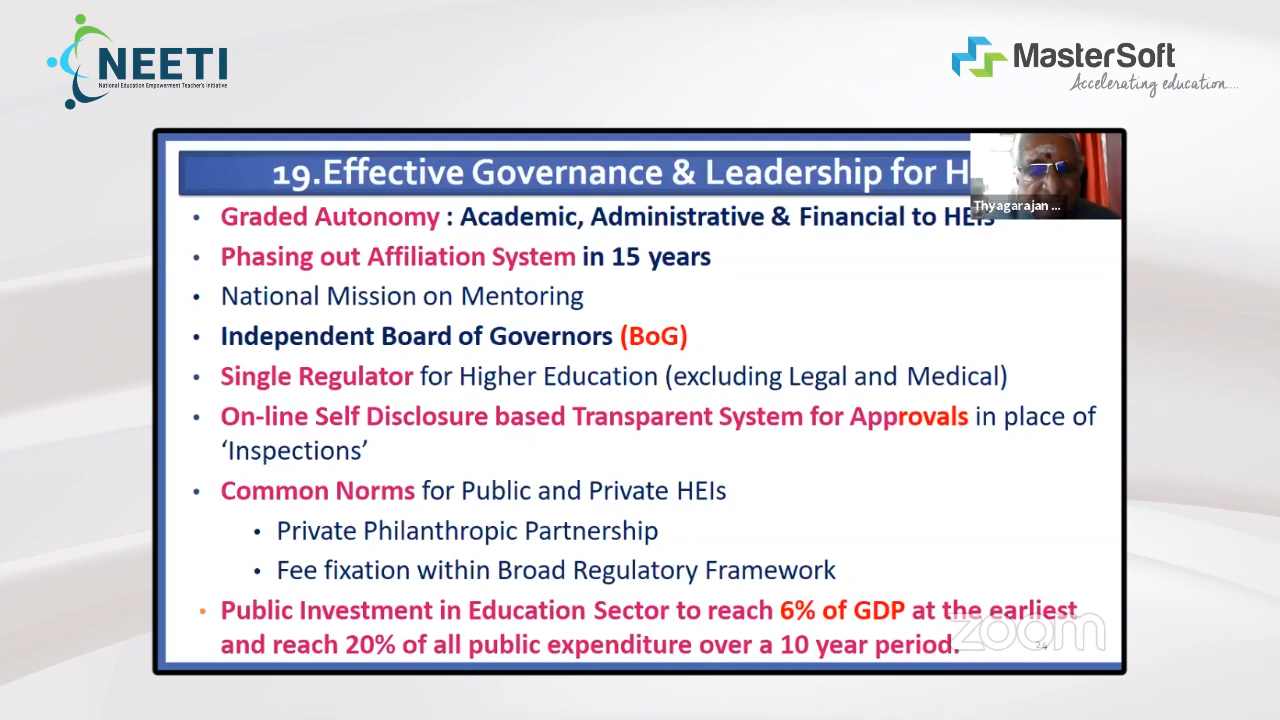 NEETI
National Education Empowerment Teacher's Initiative
MasterSoft
Accelerating education....
19.Effective Governance & Leadership for H
Thyagarajan ...
• Graded Autonomy : Academic, Administrative & Financial to HEIs
• Phasing out Affiliation System in 15 years
• National Mission on Mentoring
• Independent Board of Governors (BoG)
• Single Regulator for Higher Education (excluding Legal and Medical)
• On-line Self Disclosure based Transparent System for Approvals in place of
‘Inspections’
• Common Norms for Public and Private HEIs
• Private Philanthropic Partnership
• Fee fixation within Broad Regulatory Framework
• Public Investment in Education Sector to reach 6% of GDP at the earliest
and reach 20% of all public expenditure over a 10 year period.
zoom
24